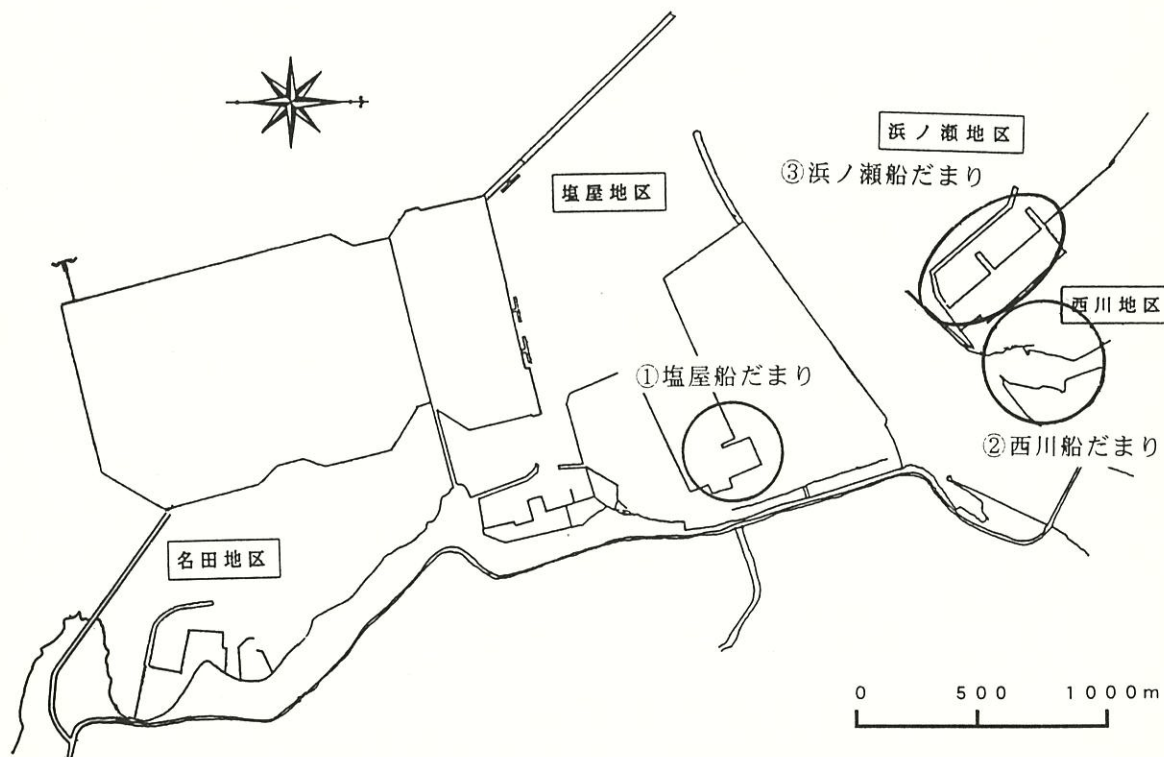 浜ノ瀬地区
③浜ノ瀬船だまり
塩屋地区
西川地区
①塩屋船だまり
②西川船だまり
名田地区
0 500 1000m